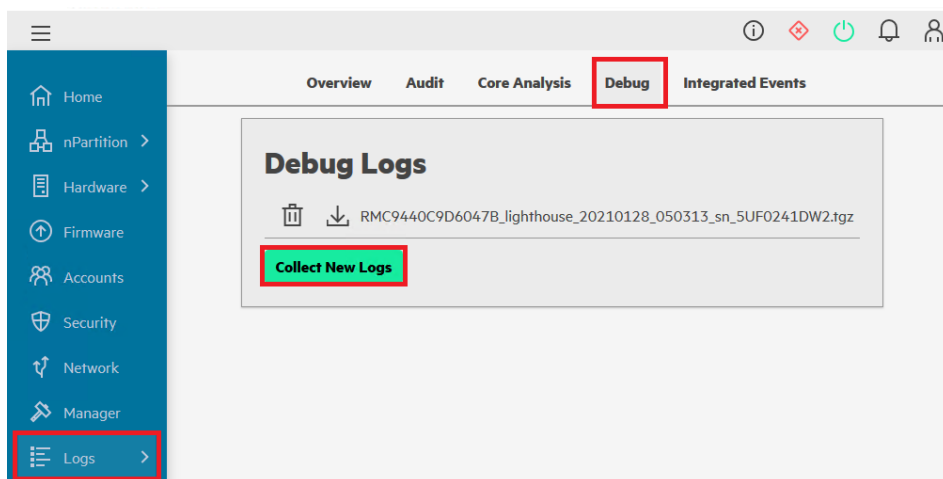 Overview Audit Core Analysis Debug Integrated Events
Home
nPartition
Hardware
Firmware
Accounts
Security
Network
Manager
Logs
Debug Logs
RMC9440C9D6047B_lighthouse_20210128_050313_sn_5UF0241DW2.tgz
Collect New Logs